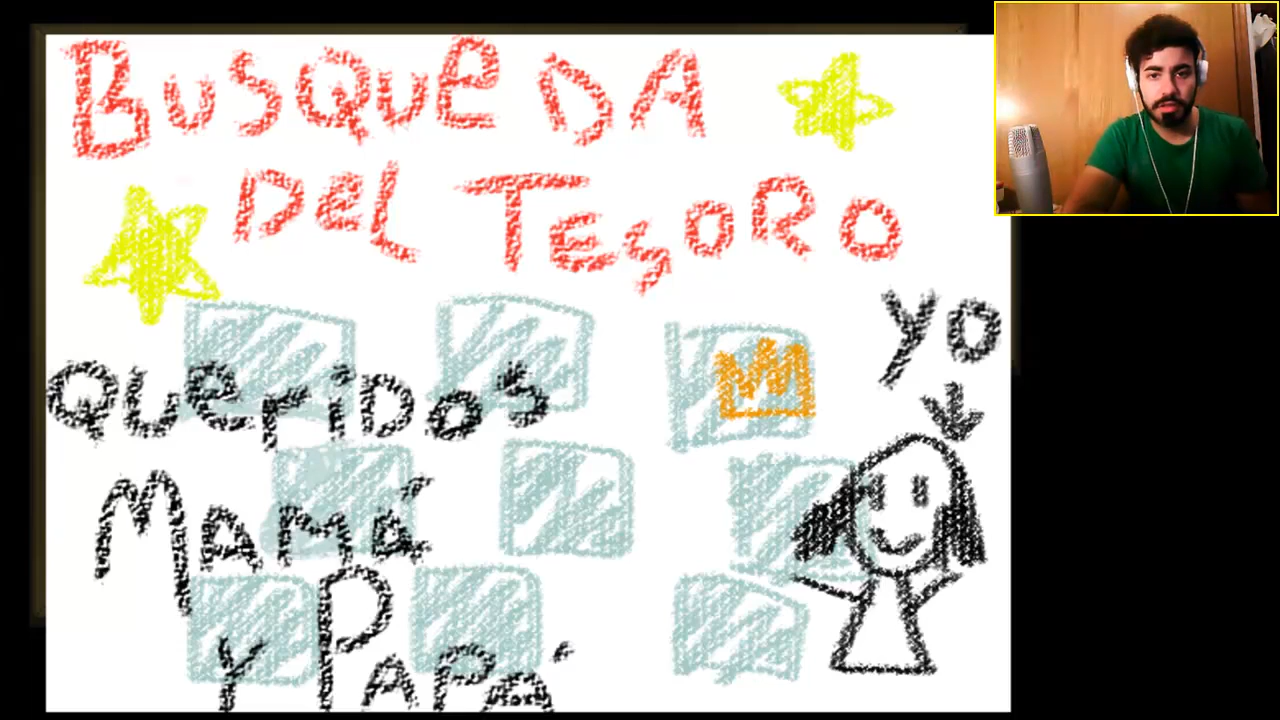 BUSQUEDA
DEL TESORO
YO
QUERIDOS
MAMÁ
Y PAPÁ